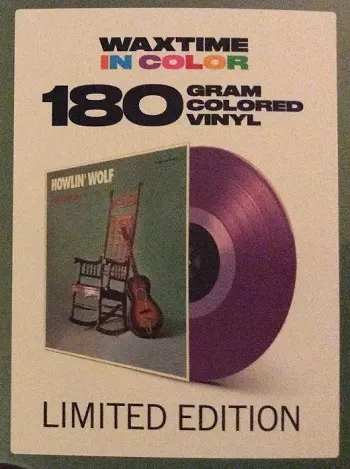 WAXTIME
IN COLOR
180 GRAM
COLORED
VINYL
HOWLIN' WOLF
LIMITED EDITION